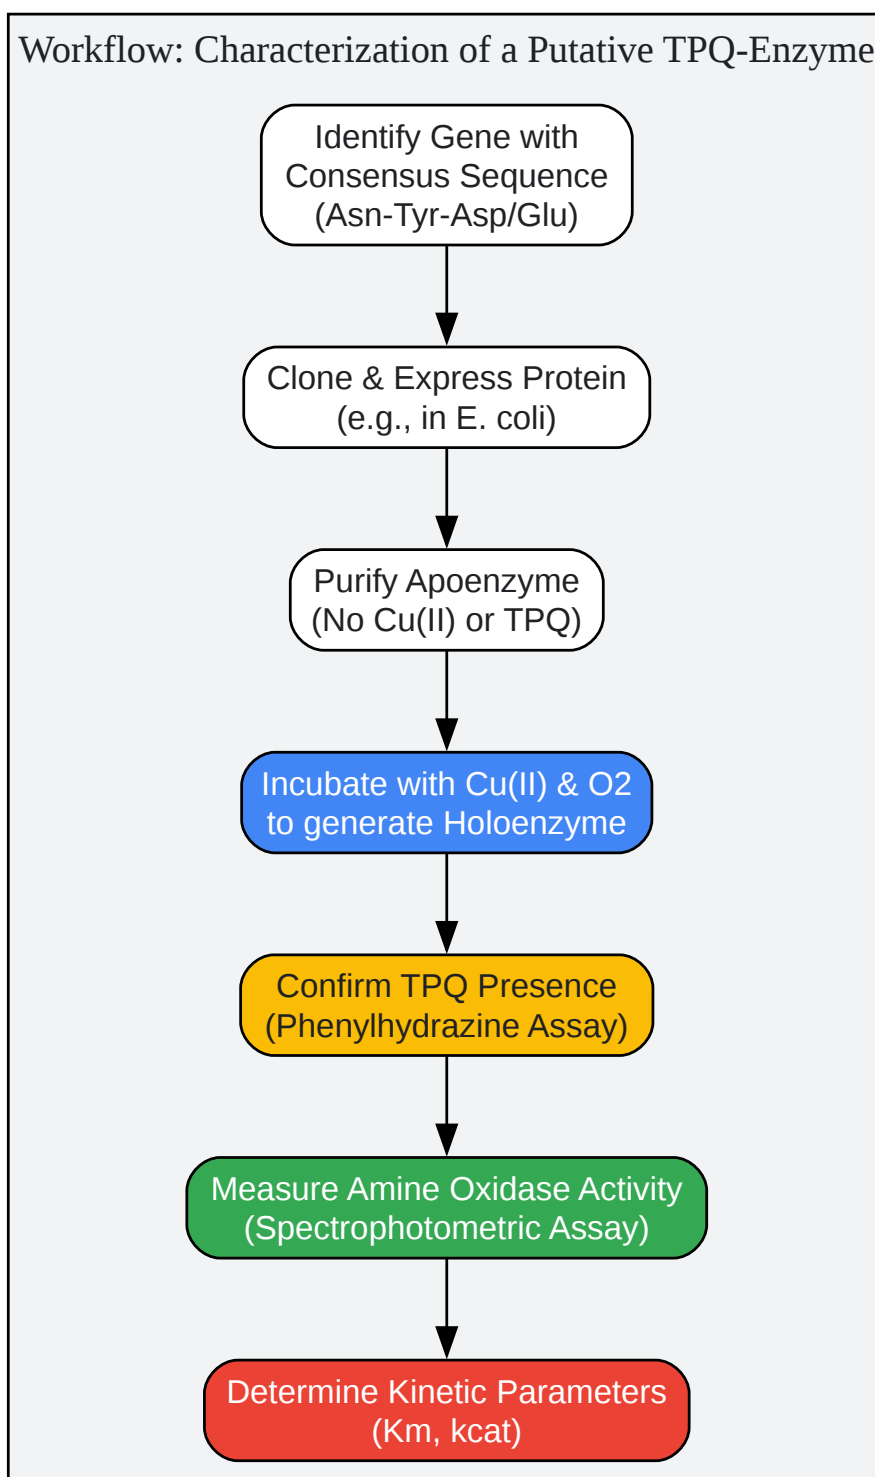 Workflow: Characterization of a Putative TPQ-Enzyme
Identify Gene with
Consensus Sequence
(Asn-Tyr-Asp/Glu)
Clone & Express Protein
(e.g., in E. coli)
Purify Apoenzyme
(No Cu(II) or TPQ)
Incubate with Cu(II) & O2
to generate Holoenzyme
Confirm TPQ Presence
(Phenylhydrazine Assay)
Measure Amine Oxidase Activity
(Spectrophotometric Assay)
Determine Kinetic Parameters
(Km, kcat)